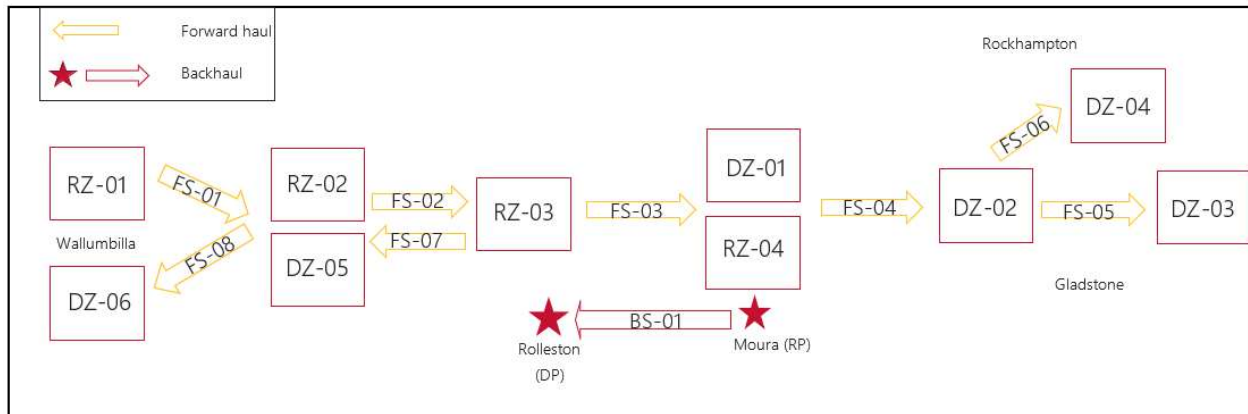 Forward haul
Backhaul
Rockhampton
DZ-04
FS-06
RZ-01
FS-01
RZ-02
FS-02
RZ-03
FS-03
DZ-01
FS-04
DZ-02
FS-05
DZ-03
Wallumbilla
FS-08
DZ-05
FS-07
RZ-04
DZ-06
Gladstone
BS-01
Rolleston
(DP)
Moura (RP)